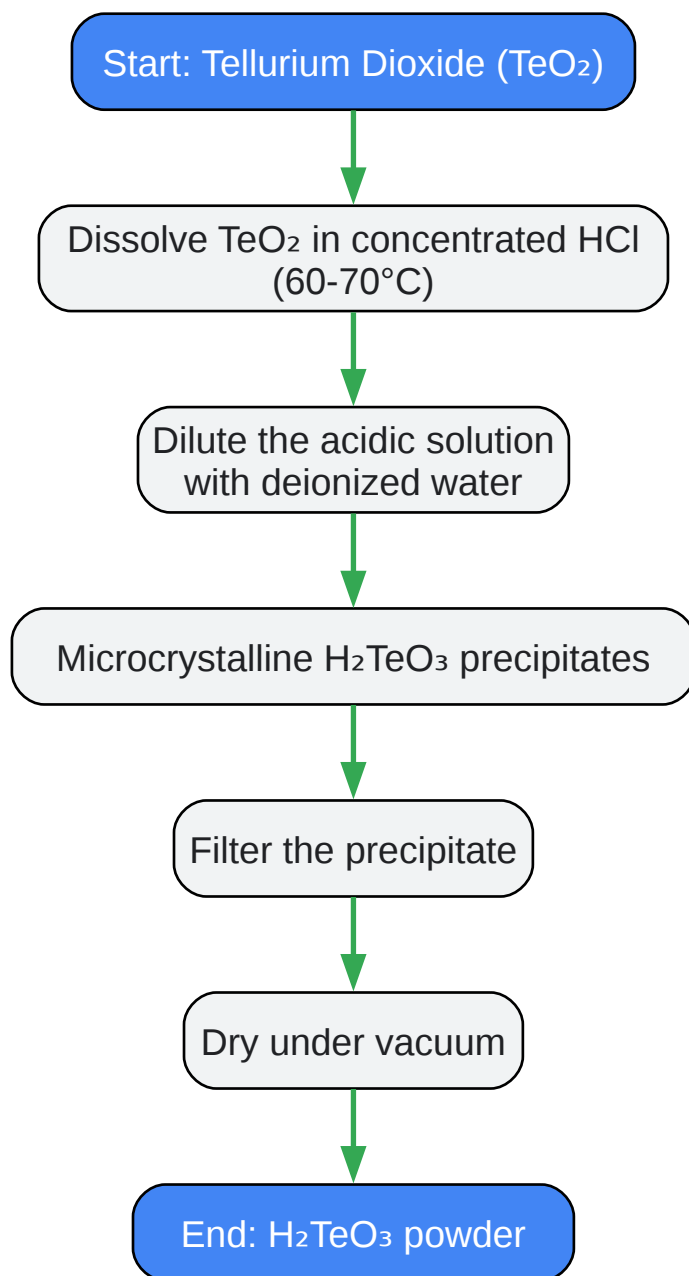 Start: Tellurium Dioxide (TeO₂)
Dissolve TeO₂ in concentrated HCl
(60-70°C)
Dilute the acidic solution
with deionized water
Microcrystalline H₂TeO₃ precipitates
Filter the precipitate
Dry under vacuum
End: H₂TeO₃ powder